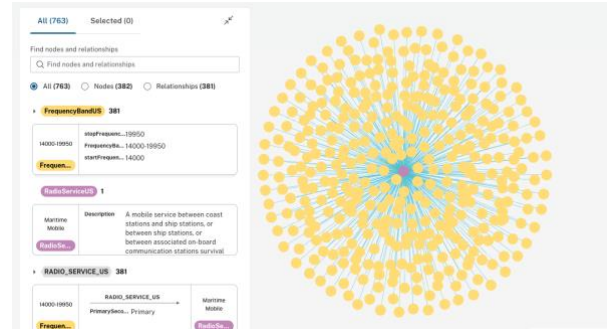 All (763) Selected (0)
Find nodes and relationships
Find nodes and relationships
All (763) Nodes (382) Relationships (381)
FrequencyBandUS 381
14000-19950
Frequen...
stopFrequenc... 19950
FrequencyBa... 14000-19950
startFrequen... 14000
RadioServiceUS 1
Maritime
Mobile
RadioSe...
Description A mobile service between coast
stations and ship stations, or
between ship stations, or
between associated on-board
communication stations survival
RADIO_SERVICE_US 381
14000-19950
Frequen...
RADIO_SERVICE_US
PrimarySeco... Primary
Maritime
Mobile
RadioSe...